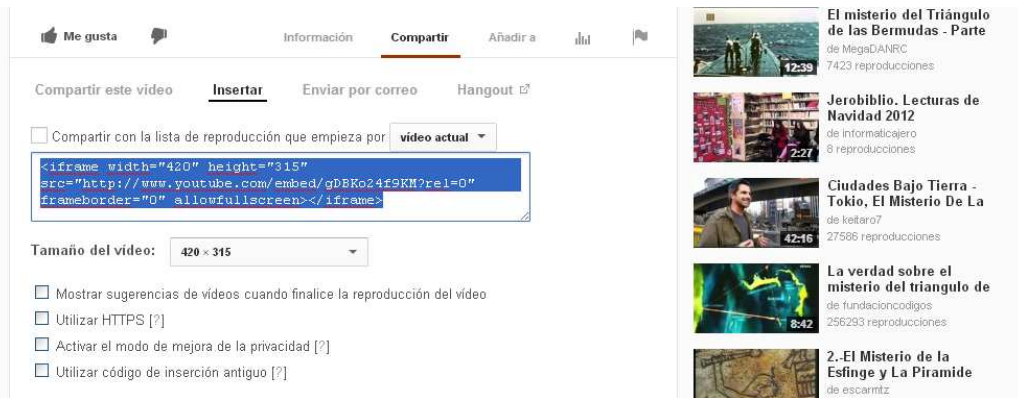 Me gusta
Información
Compartir
Añadir a
Compartir este vídeo
Insertar
Enviar por correo
Hangout
Compartir con la lista de reproducción que empieza por
vídeo actual
<iframe width="420" height="315"
src="http://www.youtube.com/embed/gDBKo24f9KM?rel=0"
frameborder="0" allowfullscreen></iframe>
Tamaño del vídeo:
420 × 315
Mostrar sugerencias de vídeos cuando finalice la reproducción del vídeo
Utilizar HTTPS [?]
Activar el modo de mejora de la privacidad [?]
Utilizar código de inserción antiguo [?]
12:39
El misterio del Triángulo
de las Bermudas - Parte
de MegaDANRC
7423 reproducciones
2:27
Jerobiblio. Lecturas de
Navidad 2012
de informaticajero
8 reproducciones
42:16
Ciudades Bajo Tierra -
Tokio, El Misterio De La
de keitaro7
27586 reproducciones
8:42
La verdad sobre el
misterio del triangulo de
de fundacioncodigos
256293 reproducciones
2.-El Misterio de la
Esfinge y La Piramide
de escarmtz